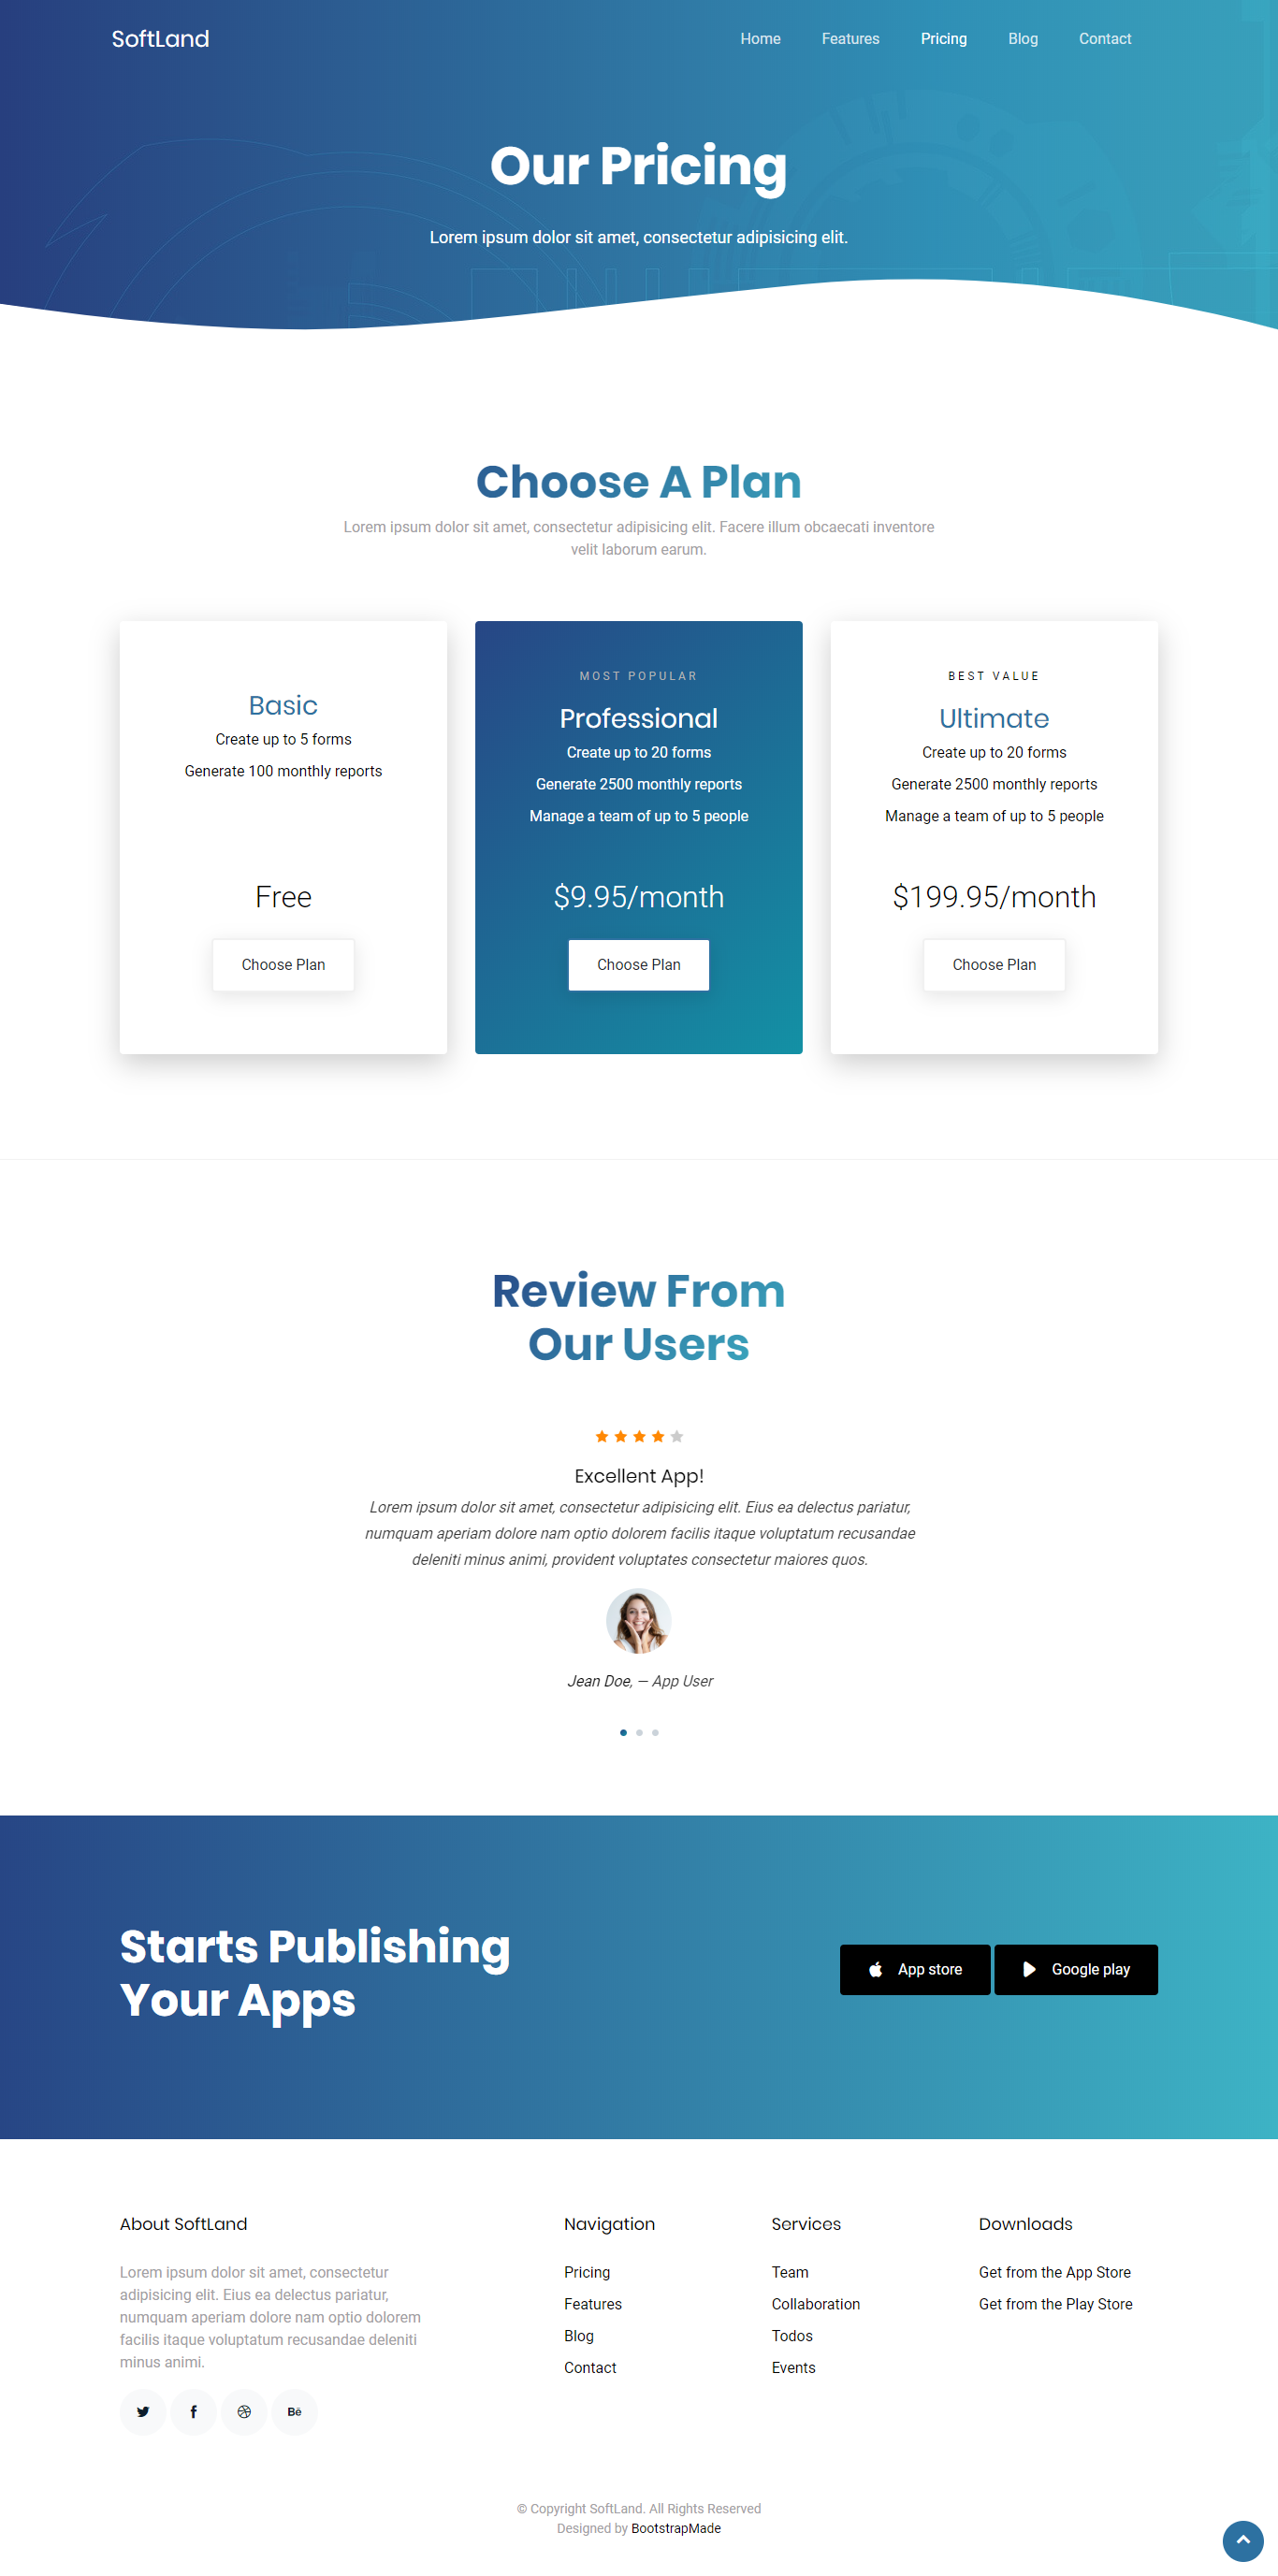 SoftLand
Home
Features
Pricing
Blog
Contact
Our Pricing
Lorem ipsum dolor sit amet, consectetur adipisicing elit.
Choose A Plan
Lorem ipsum dolor sit amet, consectetur adipisicing elit. Facere illum obcaecati inventore
velit laborum earum.
Basic
Create up to 5 forms
Generate 100 monthly reports
Free
Choose Plan
MOST POPULAR
Professional
Create up to 20 forms
Generate 2500 monthly reports
Manage a team of up to 5 people
$9.95/month
Choose Plan
BEST VALUE
Ultimate
Create up to 20 forms
Generate 2500 monthly reports
Manage a team of up to 5 people
$199.95/month
Choose Plan
Review From
Our Users
Excellent App!
Lorem ipsum dolor sit amet, consectetur adipisicing elit. Eius ea delectus pariatur,
numquam aperiam dolore nam optio dolorem facilis itaque voluptatum recusandae
deleniti minus animi, provident voluptates consectetur maiores quos.
Jean Doe, — App User
Starts Publishing
Your Apps
App store
Google play
About SoftLand
Lorem ipsum dolor sit amet, consectetur
adipisicing elit. Eius ea delectus pariatur,
numquam aperiam dolore nam optio dolorem
facilis itaque voluptatum recusandae deleniti
minus animi.
Bē
Navigation
Pricing
Features
Blog
Contact
Services
Team
Collaboration
Todos
Events
Downloads
Get from the App Store
Get from the Play Store
© Copyright SoftLand. All Rights Reserved
Designed by BootstrapMade